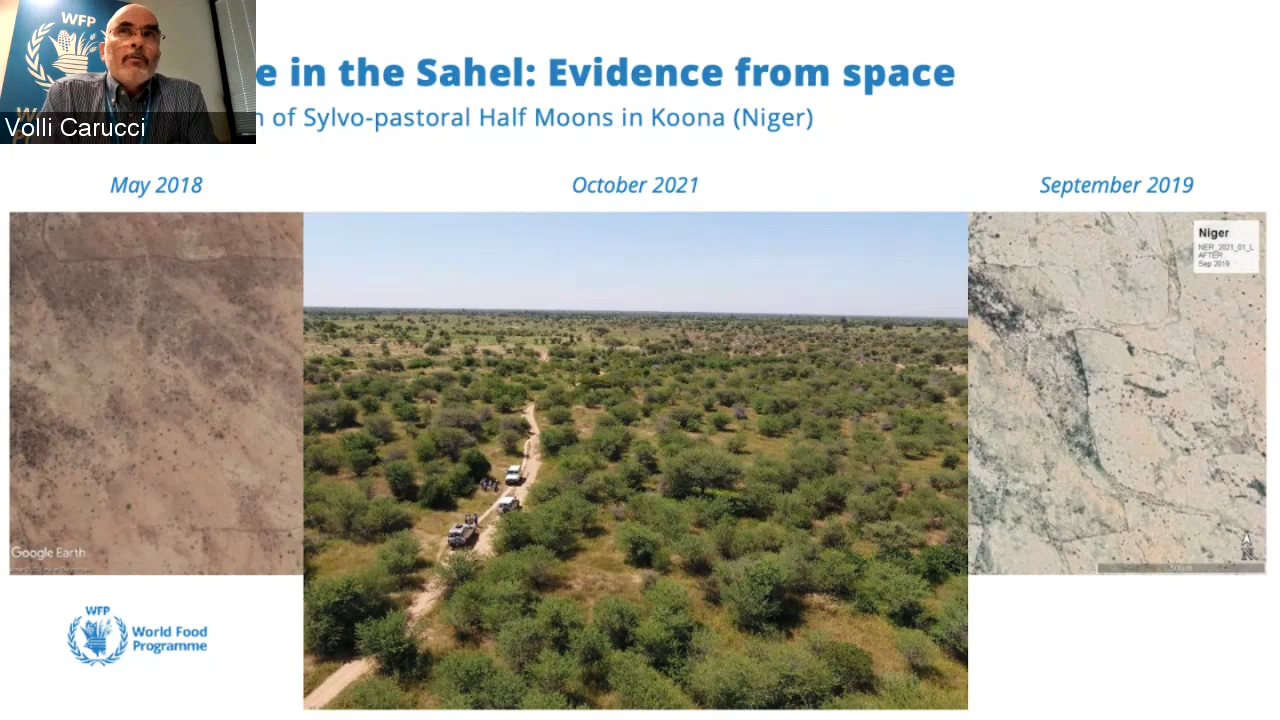 WFP
Volli Carucci
e in the Sahel: Evidence from space
of Sylvo-pastoral Half Moons in Koona (Niger)
May 2018
October 2021
September 2019
Niger
NER_2021_01_L
AFTER
Sep 2019
Google Earth
N
500 m
WFP
World Food
Programme